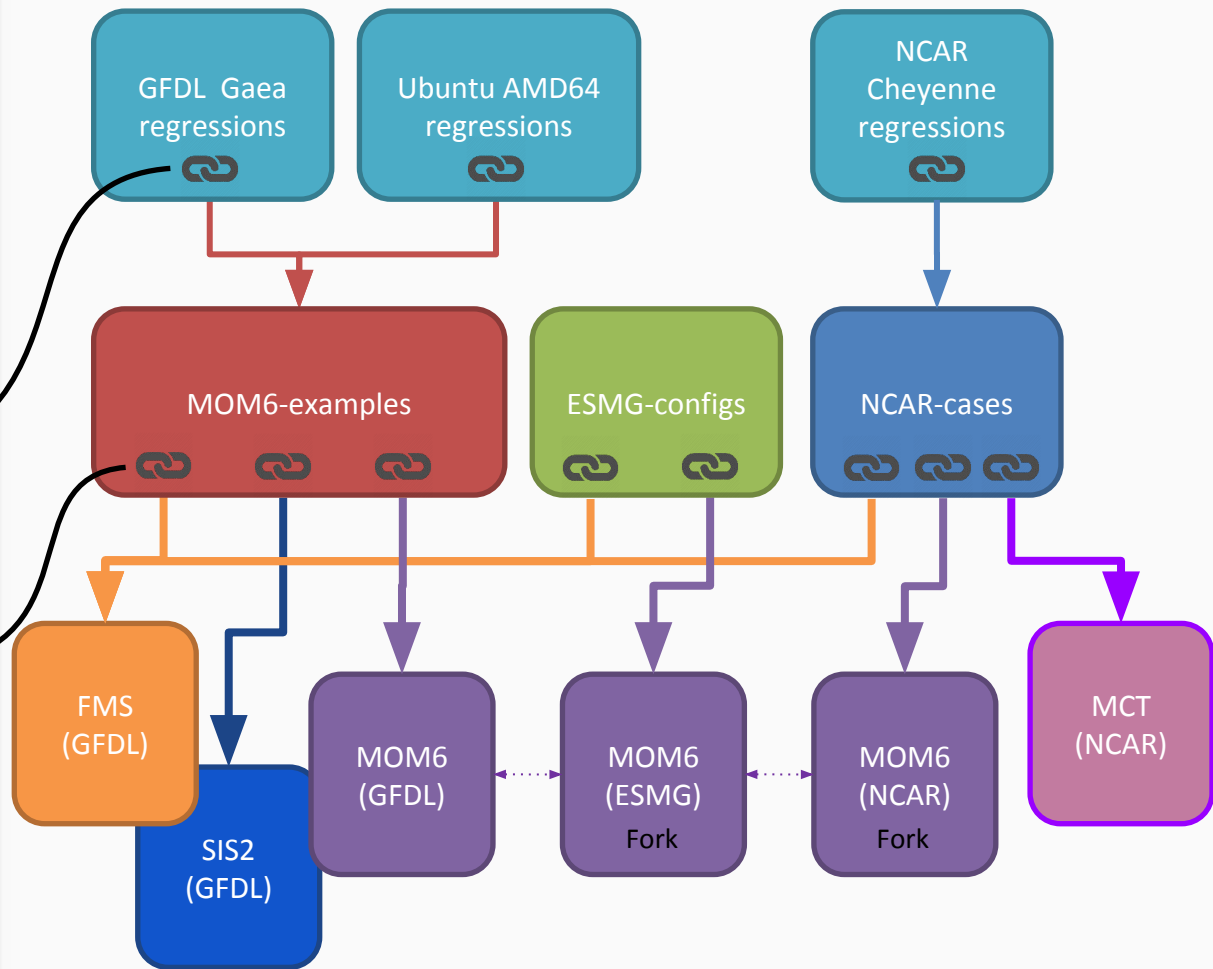 GFDL  Gaea
regressions
Ubuntu AMD64
regressions
NCAR
Cheyenne
regressions
MOM6-examples
ESMG-configs
NCAR-cases
FMS
(GFDL)
SIS2
(GFDL)
MOM6
(GFDL)
MOM6
(ESMG)
Fork
MOM6
(NCAR)
Fork
MCT
(NCAR)